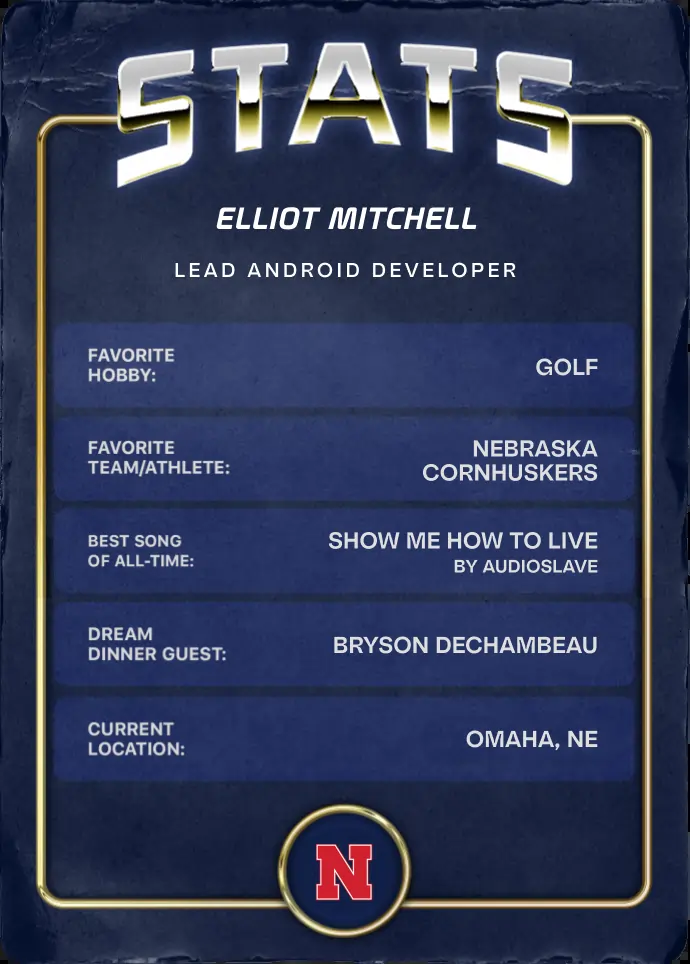 STATS
ELLIOT MITCHELL
LEAD ANDROID DEVELOPER
FAVORITE
HOBBY:
GOLF
FAVORITE
TEAM/ATHLETE:
NEBRASKA
CORNHUSKERS
BEST SONG
OF ALL-TIME:
SHOW ME HOW TO LIVE
BY AUDIOSLAVE
DREAM
DINNER GUEST:
BRYSON DECHAMBEAU
CURRENT
LOCATION:
OMAHA, NE
N